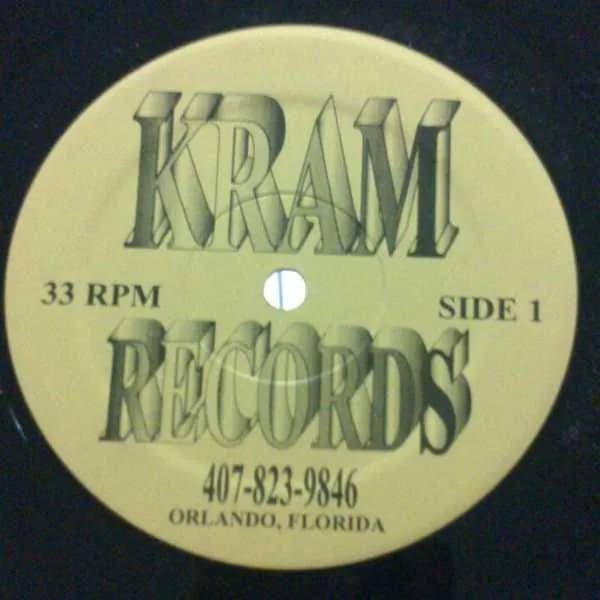 KRAM
33 RPM
SIDE 1
RECORDS
407-823-9846
ORLANDO, FLORIDA